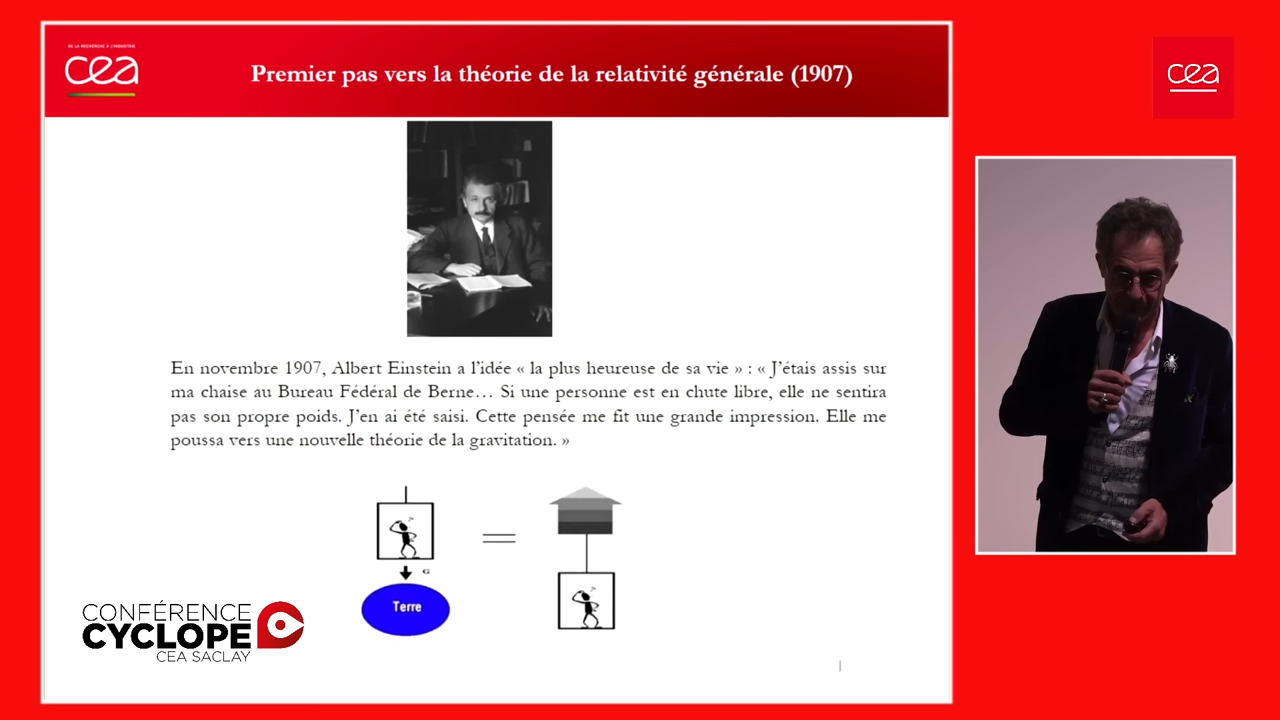 DE LA RECHERCHE À L'INDUSTRIE
cea
Premier pas vers la théorie de la relativité générale (1907)
cea
En novembre 1907, Albert Einstein a l'idée « la plus heureuse de sa vie » : « J'étais assis sur
ma chaise au Bureau Fédéral de Berne… Si une personne est en chute libre, elle ne sentira
pas son propre poids. J'en ai été saisi. Cette pensée me fit une grande impression. Elle me
poussa vers une nouvelle théorie de la gravitation. »
G
Terre
CONFÉRENCE
CYCLOPE
CEA SACLAY